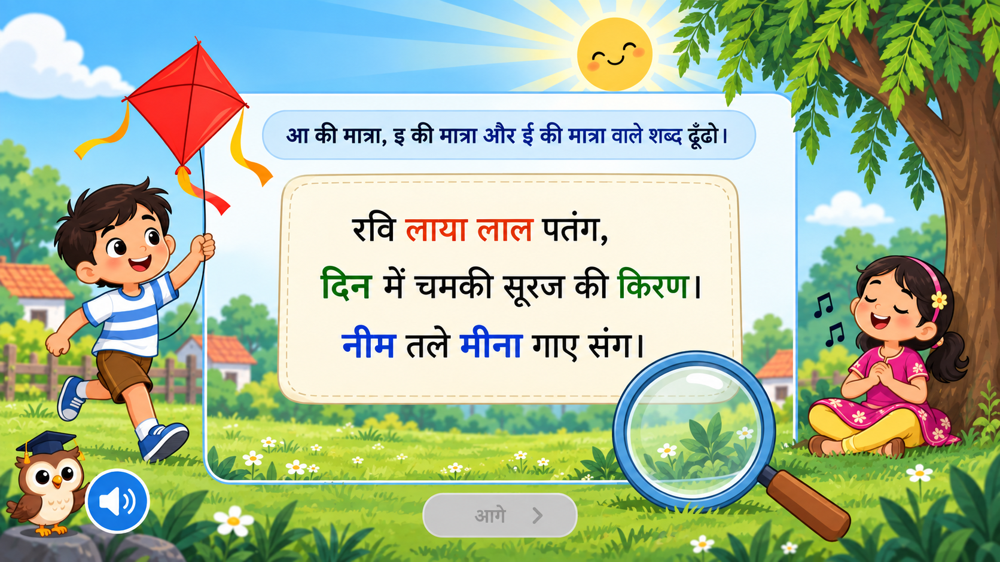 आ की मात्रा, इ की मात्रा और ई की मात्रा वाले शब्द ढूँढो।
रवि लाया लाल पतंग,
दिन में चमकी सूरज की किरण।
नीम तले मीना गाए संग।
आगे